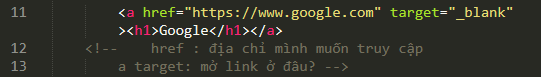 11 <a href="https://www.google.com" target="_blank"
><h1>Google</h1></a>
12 <!-- href : địa chỉ mình muốn truy cập
13 a target: mở link ở đâu? -->